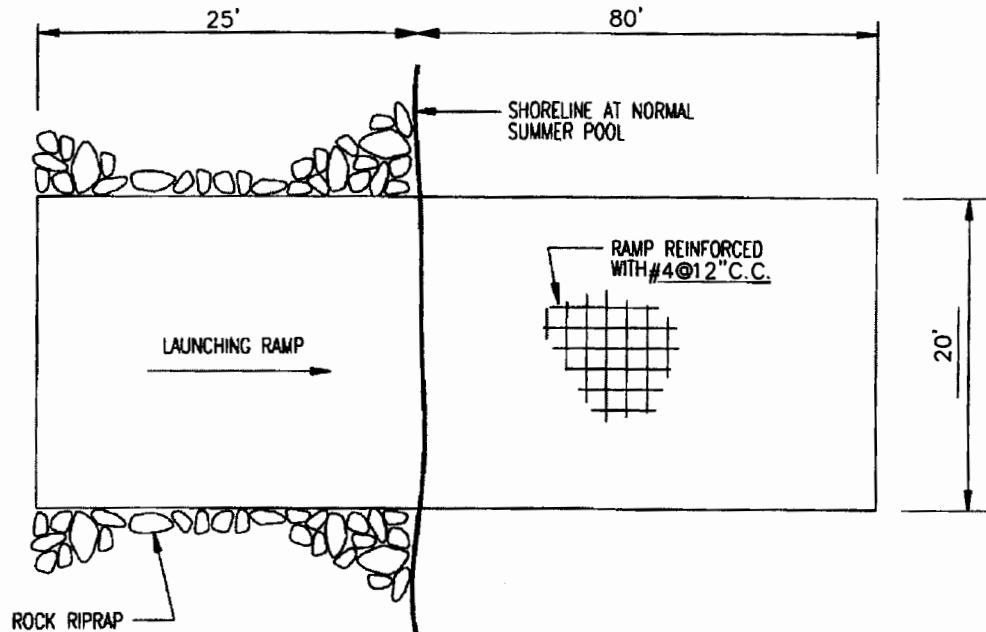 25'
80'
SHORELINE AT NORMAL
SUMMER POOL
RAMP REINFORCED
WITH #4@12"C.C.
LAUNCHING RAMP
20'
ROCK RIPRAP